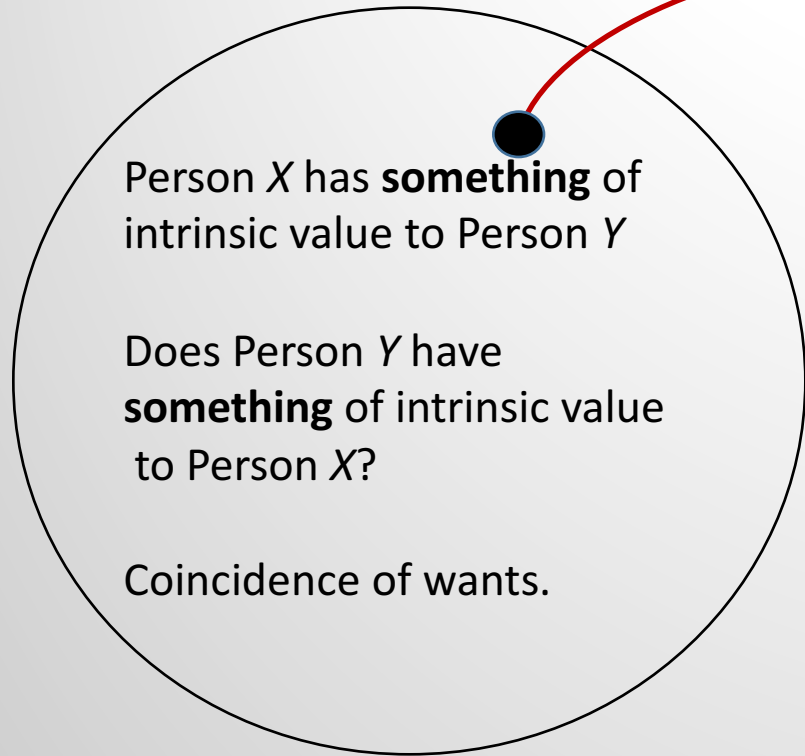 Person X has something of
intrinsic value to Person Y
Does Person Y have
something of intrinsic value
to Person X?
Coincidence of wants.